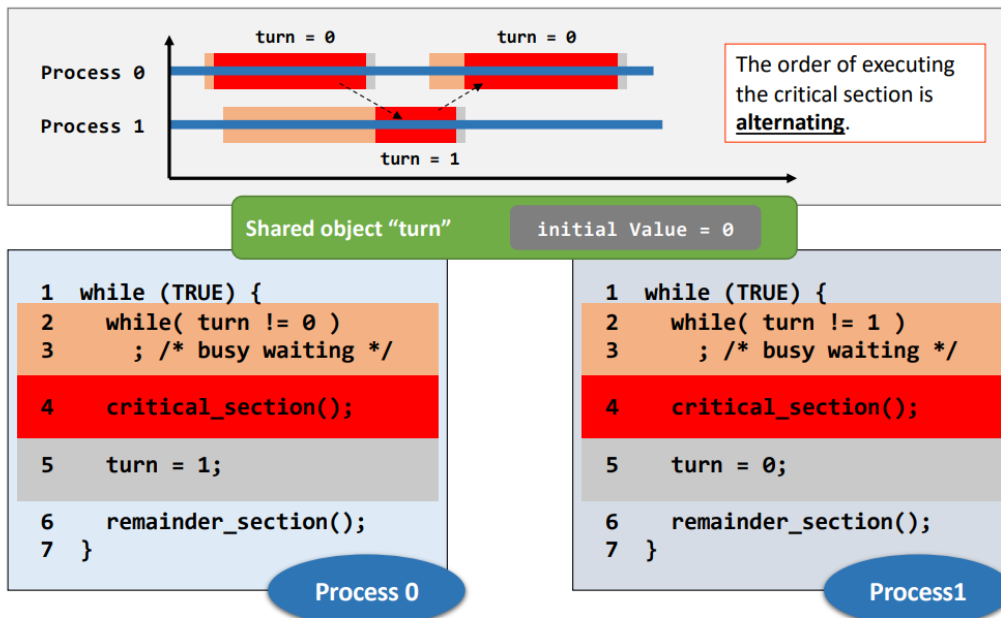 turn = 0
turn = 0
Process 0
Process 1
turn = 1
The order of executing
the critical section is
alternating.
Shared object “turn”
initial Value = 0
1 while (TRUE) {
2 while( turn != 0 )
3 ; /* busy waiting */
4 critical_section();
5 turn = 1;
6 remainder_section();
7 }
Process 0
1 while (TRUE) {
2 while( turn != 1 )
3 ; /* busy waiting */
4 critical_section();
5 turn = 0;
6 remainder_section();
7 }
Process1